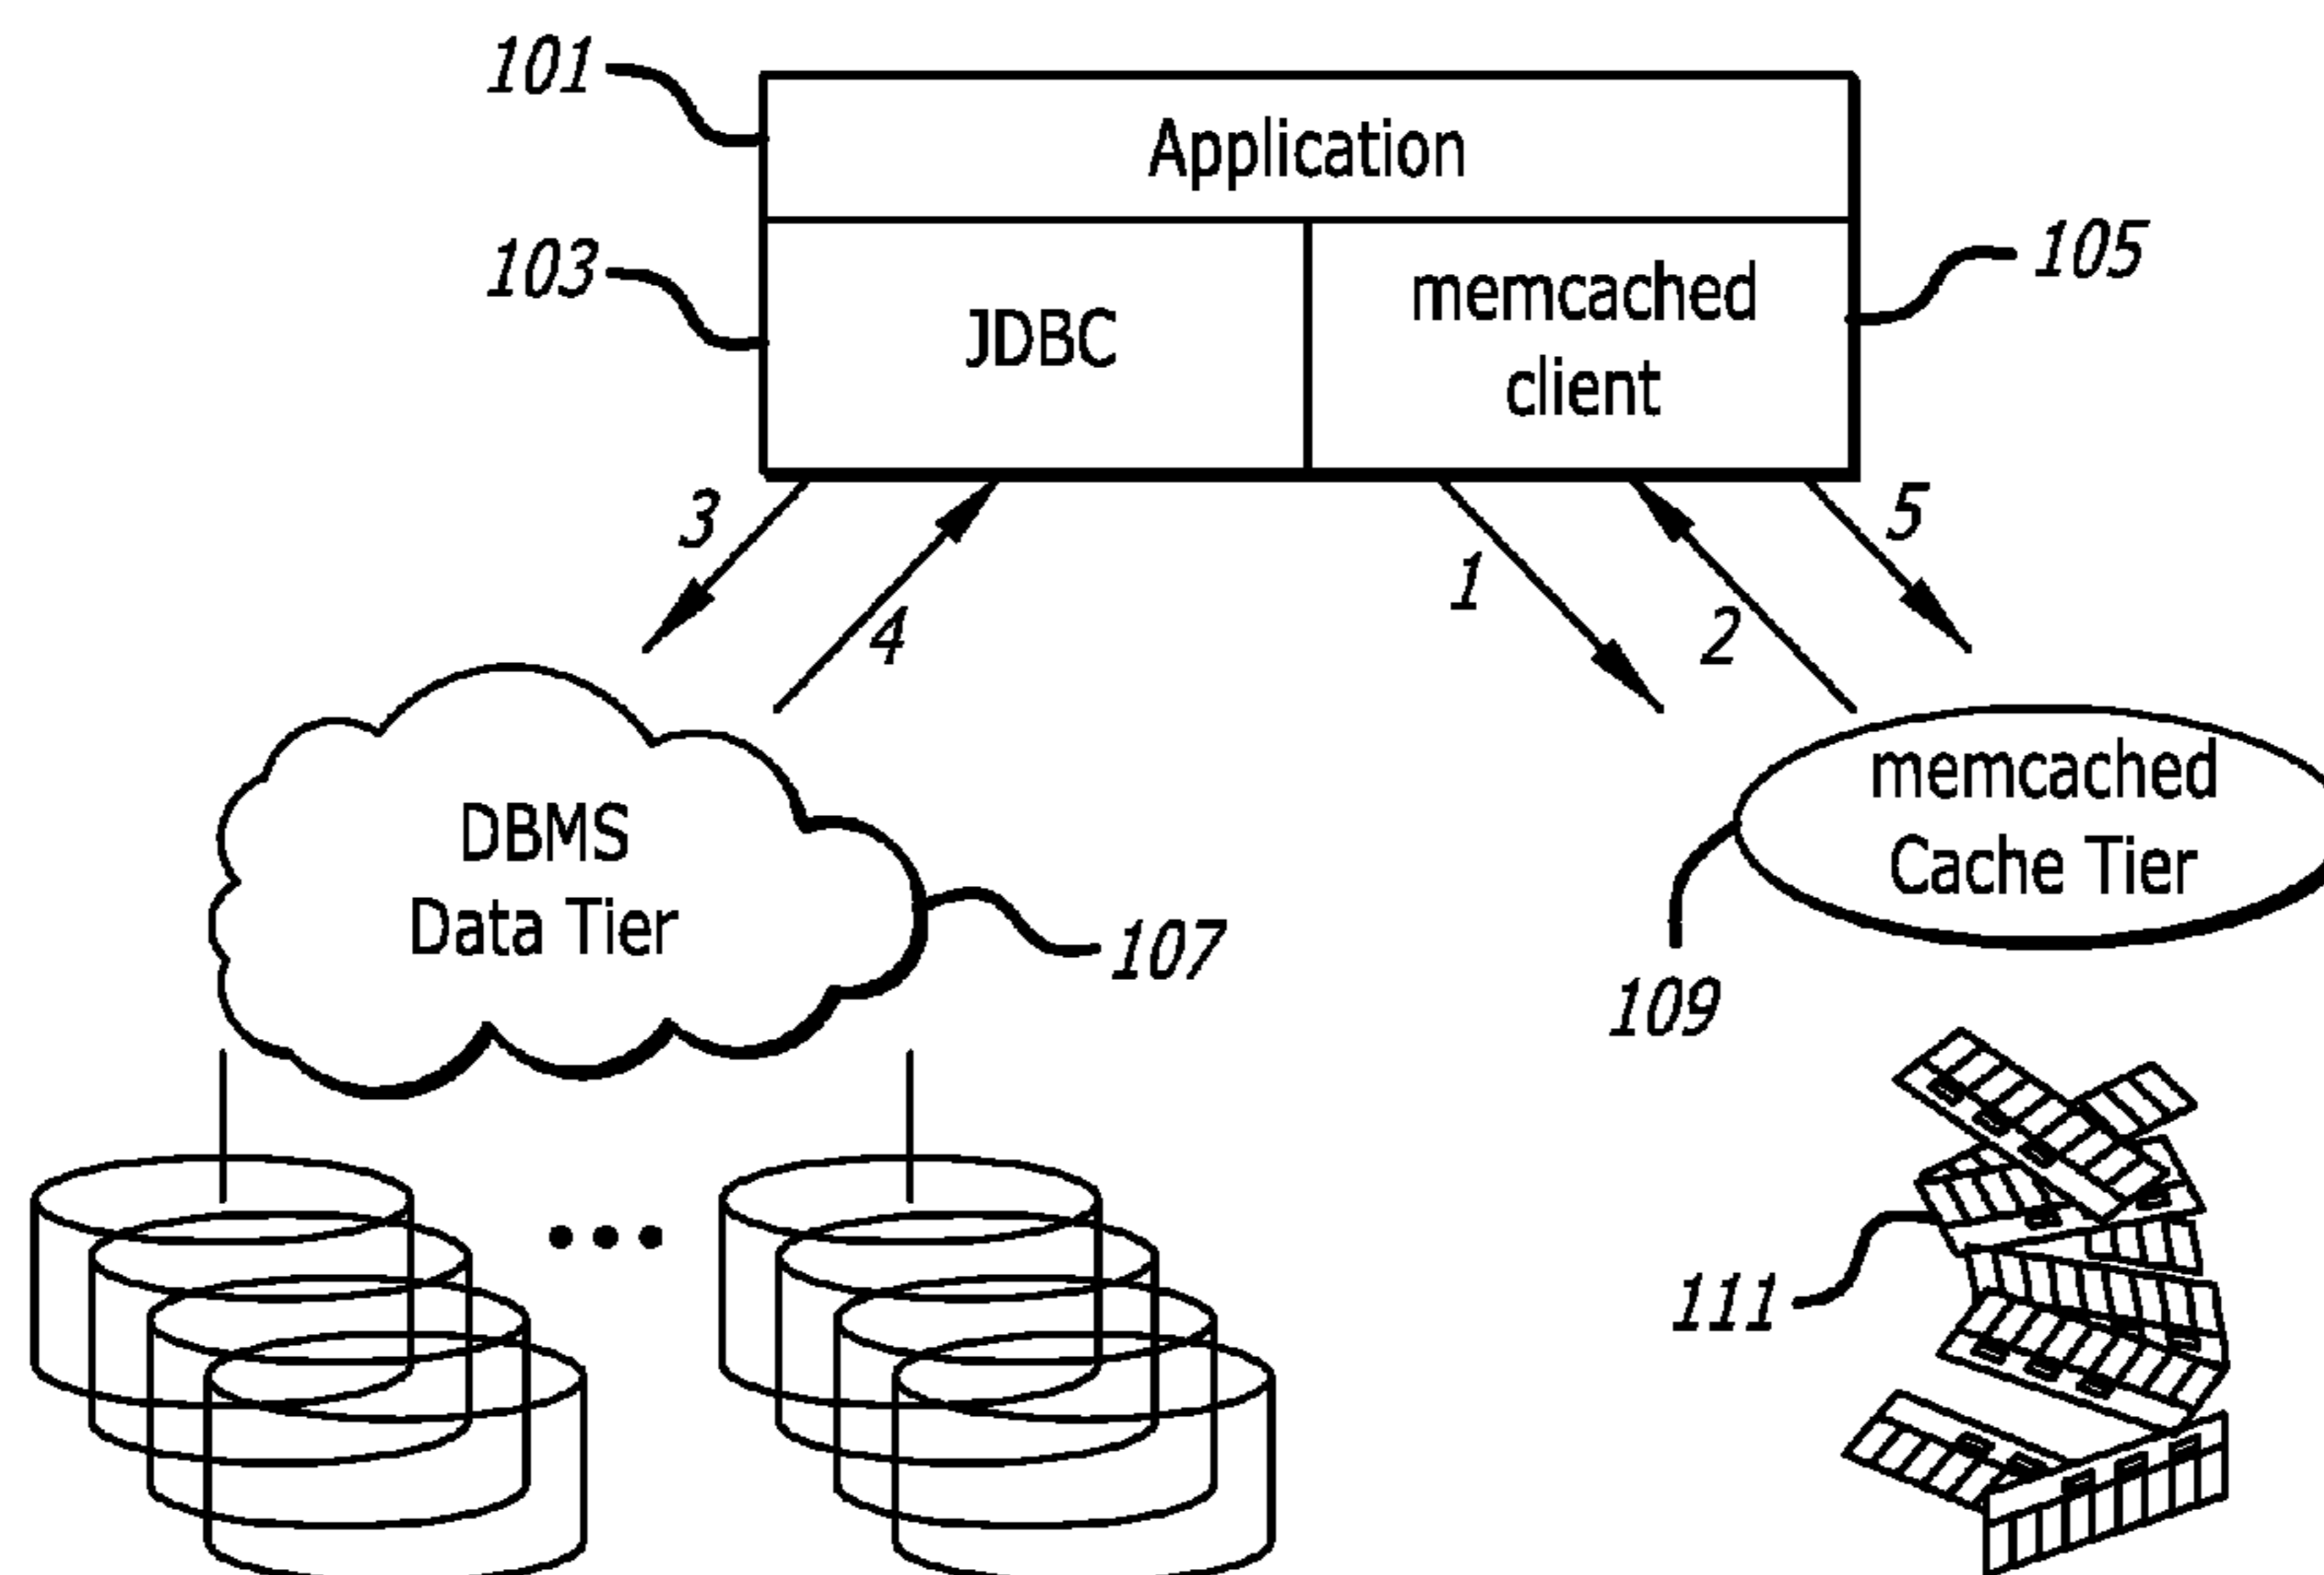 101
Application
103
JDBC
memcached
client
105
3
4
1
2
5
DBMS
Data Tier
107
memcached
Cache Tier
109
111